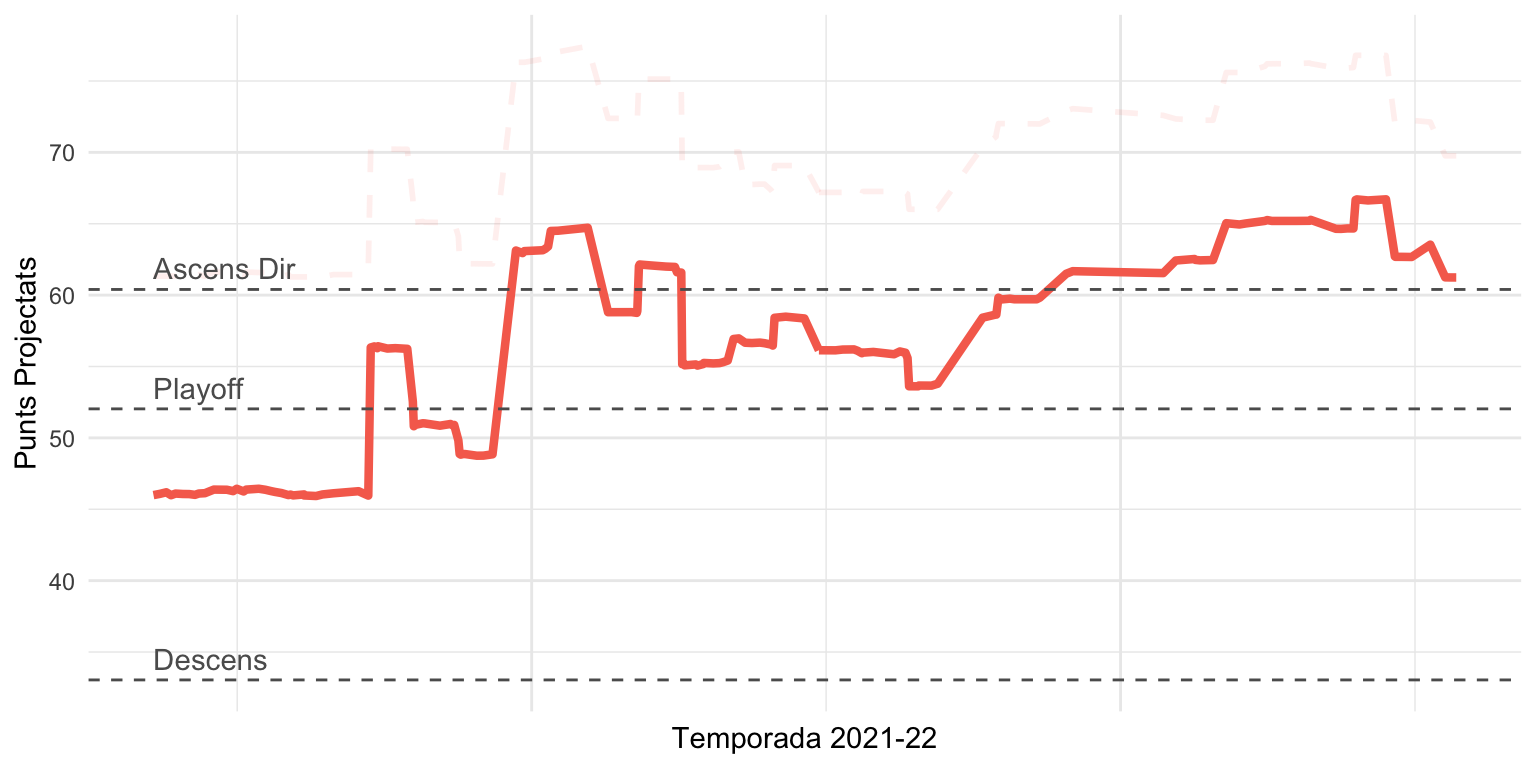 70
60
50
40
Punts Projectats
Ascens Dir
Playoff
Descens
Temporada 2021-22